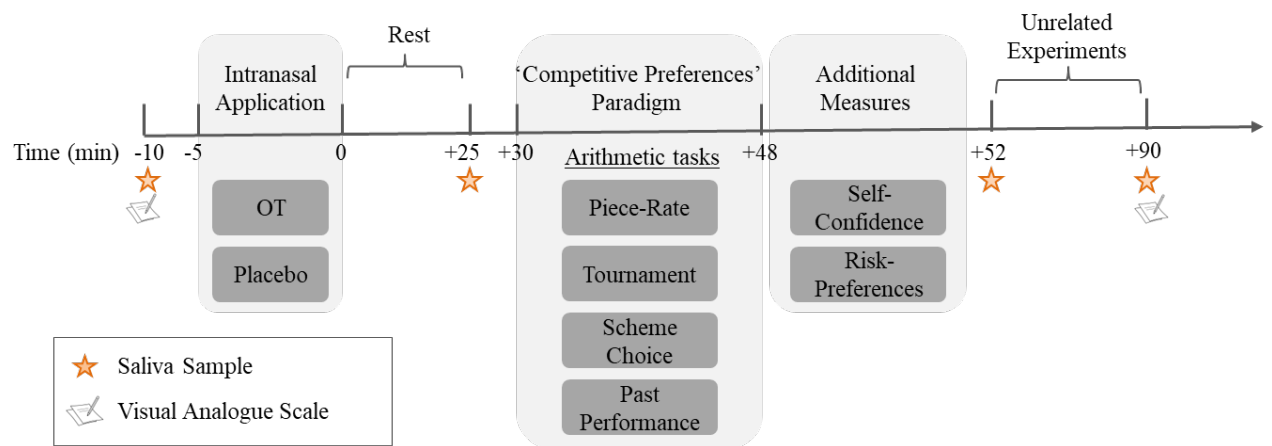 Rest
Unrelated
Experiments
Intranasal
Application
‘Competitive Preferences’
Paradigm
Additional
Measures
Time (min) -10 -5 0 +25 +30 +48 +52 +90
Arithmetic tasks
OT
Placebo
Piece-Rate
Tournament
Scheme
Choice
Past
Performance
Self-
Confidence
Risk-
Preferences
Saliva Sample
Visual Analogue Scale